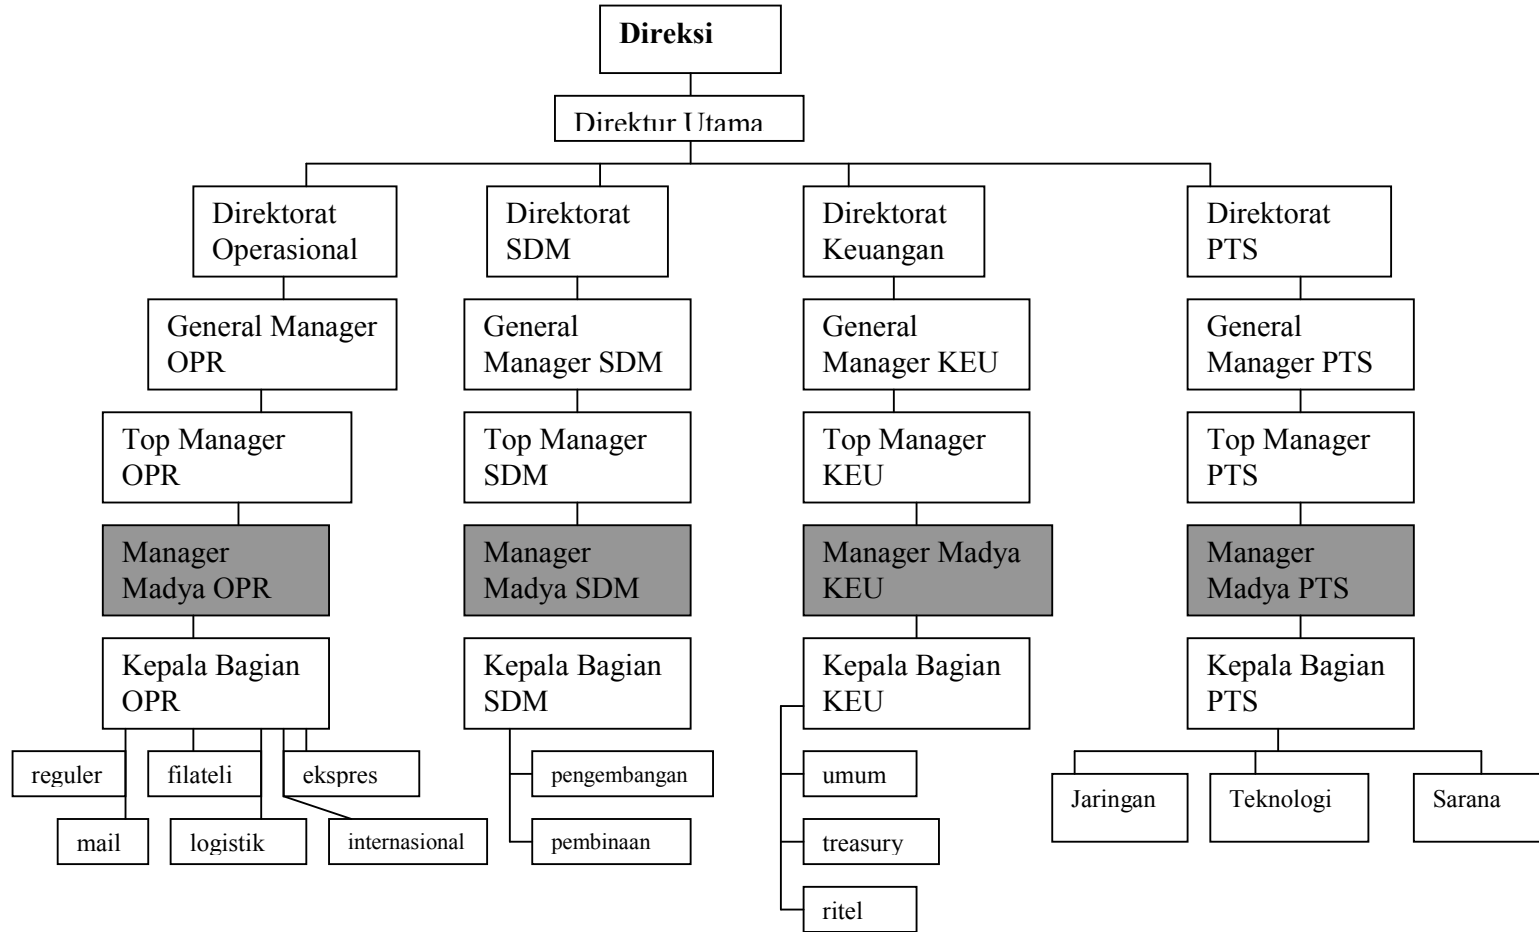 Direksi
Direktur Utama
Direktorat
Operasional
Direktorat
SDM
Direktorat
Keuangan
Direktorat
PTS
General Manager
OPR
General
Manager SDM
General
Manager KEU
General
Manager PTS
Top Manager
OPR
Top Manager
SDM
Top Manager
KEU
Top Manager
PTS
Manager
Madya OPR
Manager
Madya SDM
Manager Madya
KEU
Manager
Madya PTS
Kepala Bagian
OPR
Kepala Bagian
SDM
Kepala Bagian
KEU
Kepala Bagian
PTS
reguler
filateli
ekspres
mail
logistik
internasional
pengembangan
pembinaan
umum
treasury
ritel
Jaringan
Teknologi
Sarana